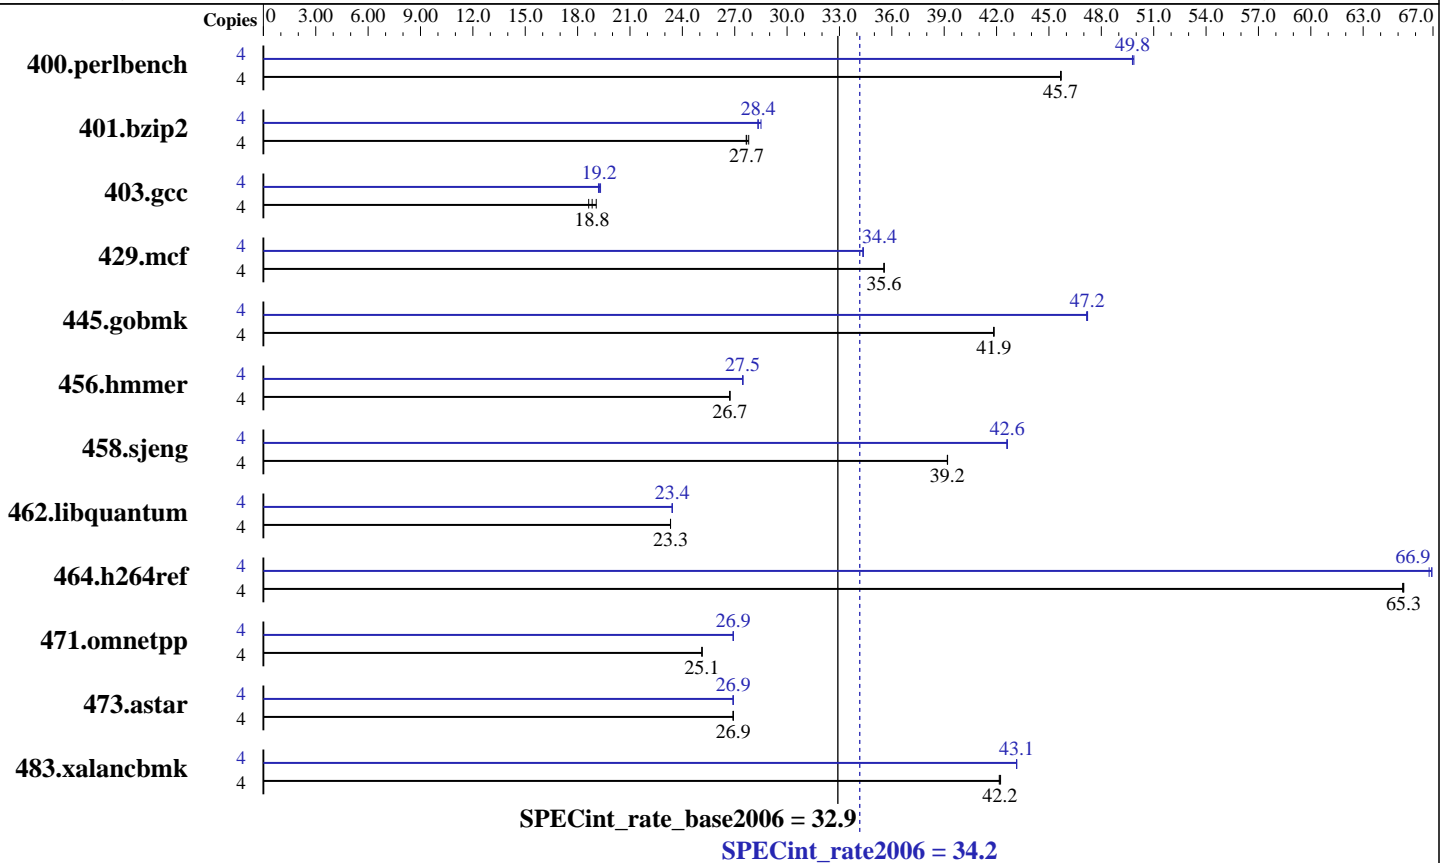 Copies 0 3.00 6.00 9.00 12.0 15.0 18.0 21.0 24.0 27.0 30.0 33.0 36.0 39.0 42.0 45.0 48.0 51.0 54.0 57.0 60.0 63.0 67.0
400.perlbench 4 49.8
4 45.7
401.bzip2 4 28.4
4 27.7
403.gcc 4 19.2
4 18.8
429.mcf 4 34.4
4 35.6
445.gobmk 4 47.2
4 41.9
456.hmmer 4 27.5
4 26.7
458.sjeng 4 42.6
4 39.2
462.libquantum 4 23.4
4 23.3
464.h264ref 4 66.9
4 65.3
471.omnetpp 4 26.9
4 25.1
473.astar 4 26.9
4 26.9
483.xalancbmk 4 43.1
4 42.2
SPECint_rate_base2006 = 32.9
SPECint_rate2006 = 34.2